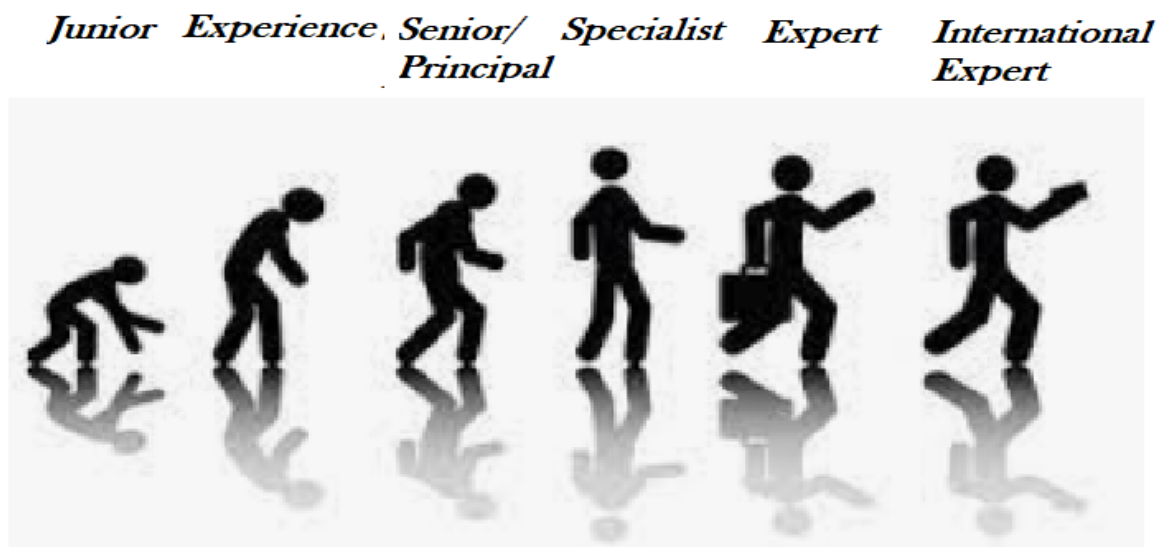 Junior
Experience
Senior/
Principal
Specialist
Expert
International
Expert